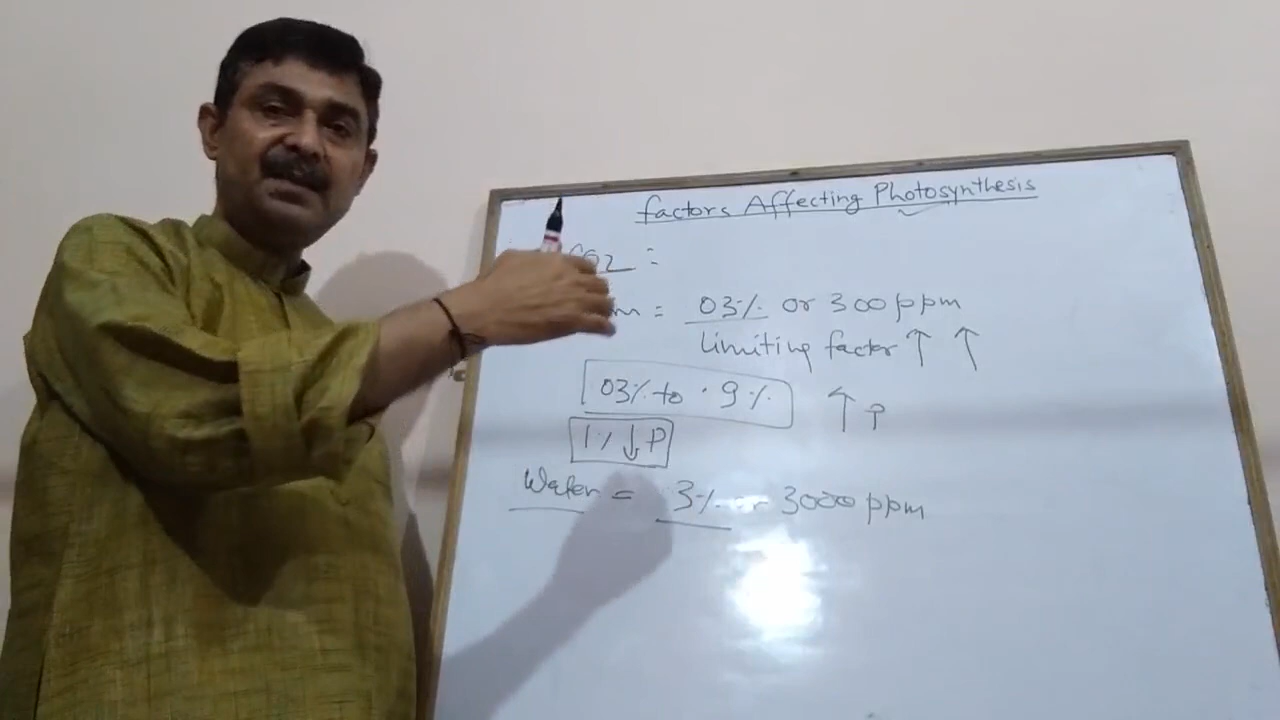 Factors Affecting Photosynthesis
CO2 :
= 03% or 300 ppm
Limiting factor ↑ ↑
03% to .9% ↑ P
1% ↓ P
Water = 3% or 3000 ppm